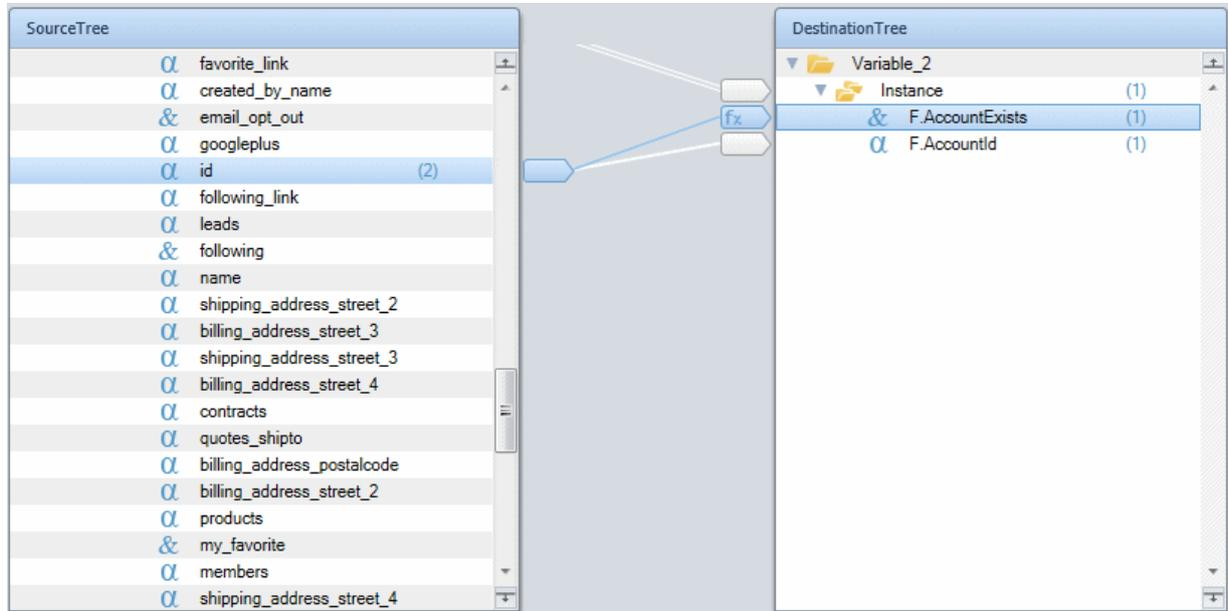 SourceTree
α favorite_link
α created_by_name
& email_opt_out
α googleplus
α id (2)
α following_link
α leads
& following
α name
α shipping_address_street_2
α billing_address_street_3
α shipping_address_street_3
α billing_address_street_4
α contracts
α quotes_shipto
α billing_address_postalcode
α billing_address_street_2
α products
& my_favorite
α members
α shipping_address_street_4
fx
DestinationTree
Variable_2
Instance (1)
& F.AccountExists (1)
α F.AccountId (1)